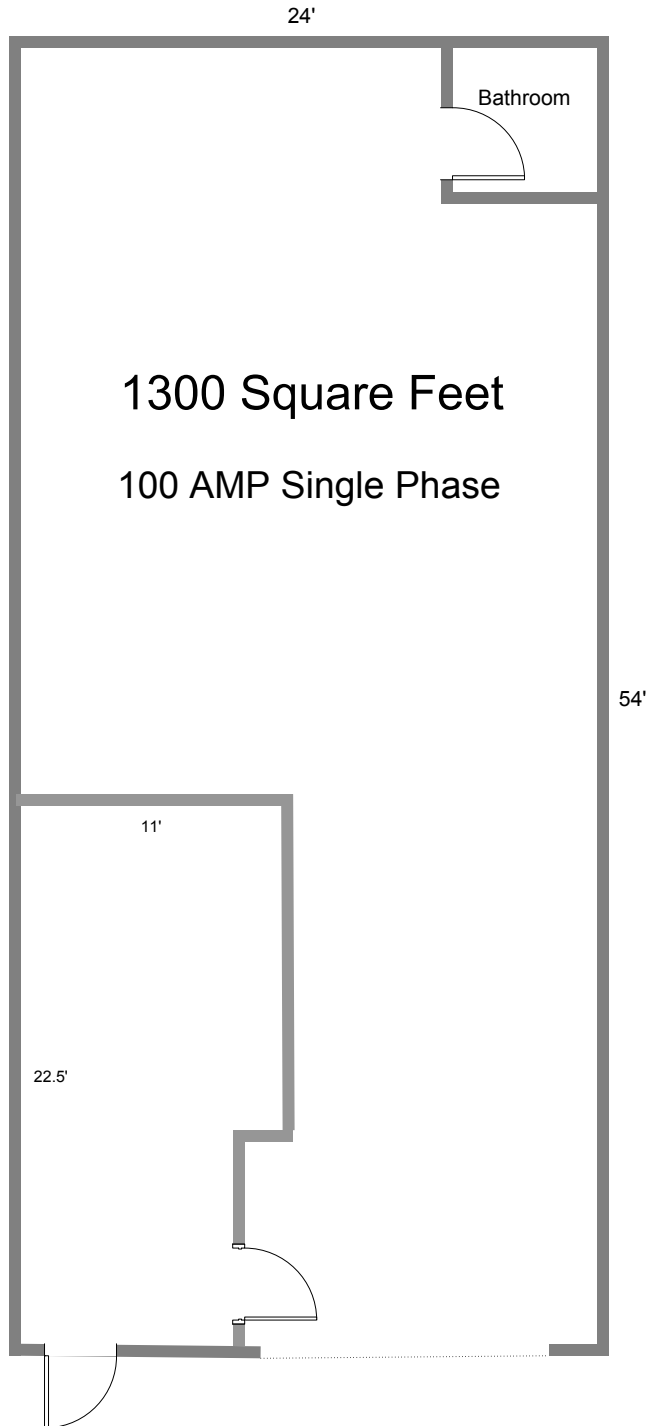 24'
Bathroom
1300 Square Feet
100 AMP Single Phase
54'
11'
22.5'